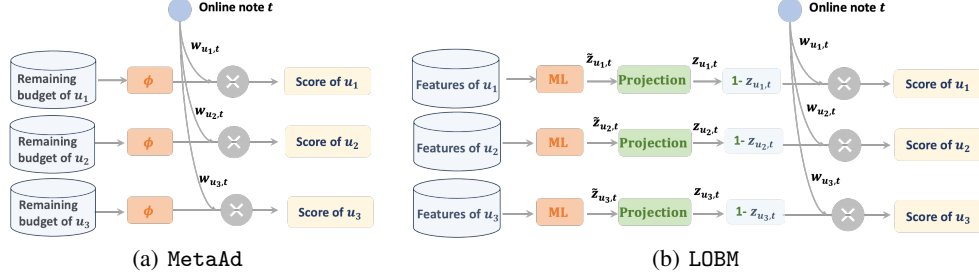 Online note t
w_{u_1,t}
Remaining
budget of u_1
ϕ
Score of u_1
w_{u_2,t}
Remaining
budget of u_2
ϕ
Score of u_2
w_{u_3,t}
Remaining
budget of u_3
ϕ
Score of u_3
(a) MetaAd
Online note t
w_{u_1,t}
Features of u_1
ML
z̃_{u_1,t}
Projection
z_{u_1,t}
1- z_{u_1,t}
Score of u_1
w_{u_2,t}
Features of u_2
ML
z̃_{u_2,t}
Projection
z_{u_2,t}
1- z_{u_2,t}
Score of u_2
w_{u_3,t}
Features of u_3
ML
z̃_{u_3,t}
Projection
z_{u_3,t}
1- z_{u_3,t}
Score of u_3
(b) LOBM